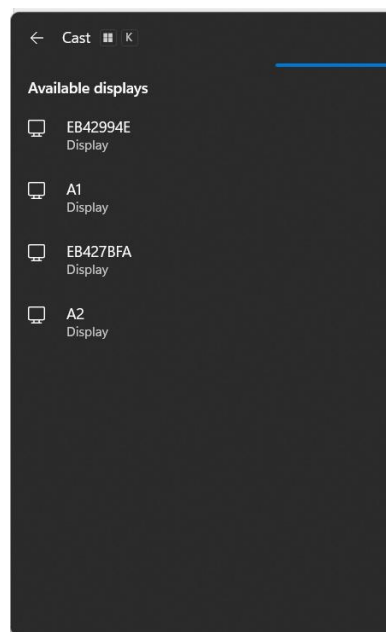 Cast K
Available displays
EB42994E
Display
A1
Display
EB427BFA
Display
A2
Display